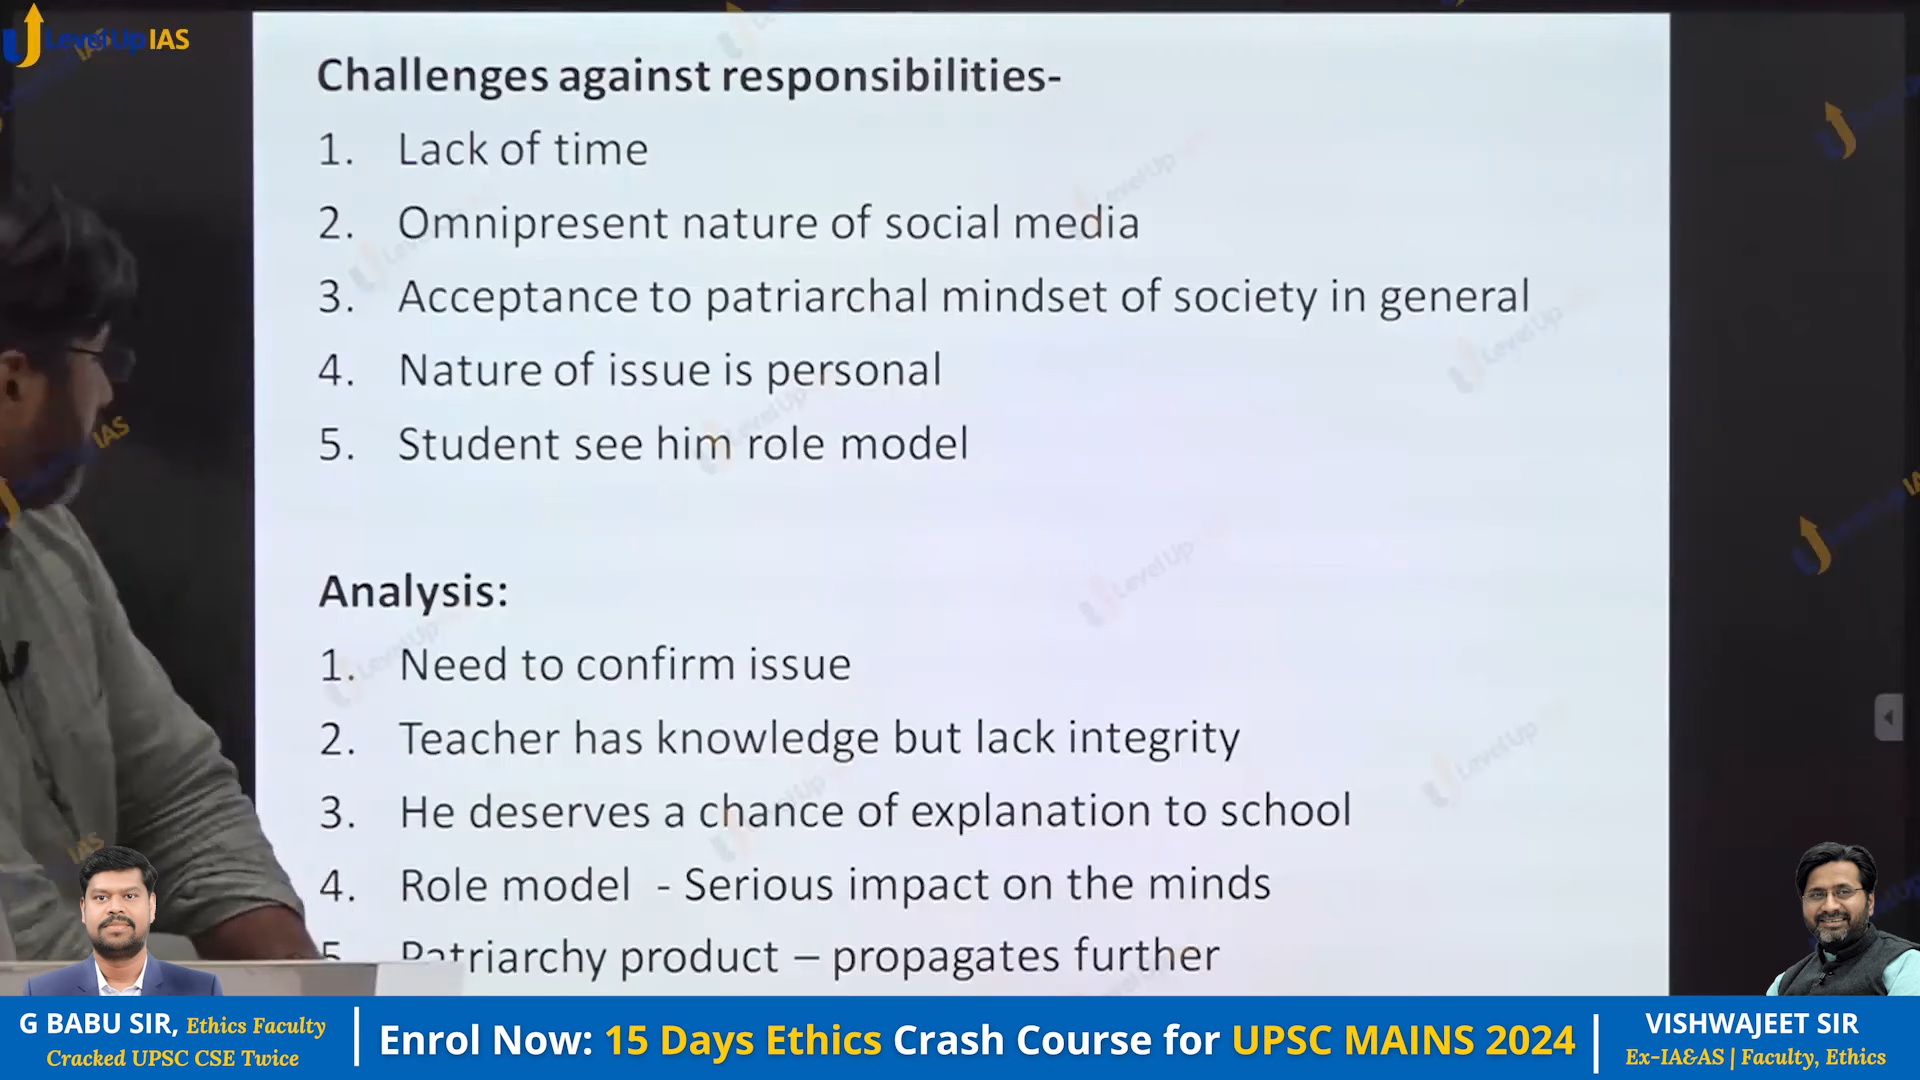 LevelUp IAS
Challenges against responsibilities-
1. Lack of time
2. Omnipresent nature of social media
3. Acceptance to patriarchal mindset of society in general
4. Nature of issue is personal
5. Student see him role model
Analysis:
1. Need to confirm issue
2. Teacher has knowledge but lack integrity
3. He deserves a chance of explanation to school
4. Role model - Serious impact on the minds
5. Patriarchy product – propagates further
G BABU SIR, Ethics Faculty
Cracked UPSC CSE Twice
Enrol Now: 15 Days Ethics Crash Course for UPSC MAINS 2024
VISHWAJEET SIR
Ex-IA&AS | Faculty, Ethics